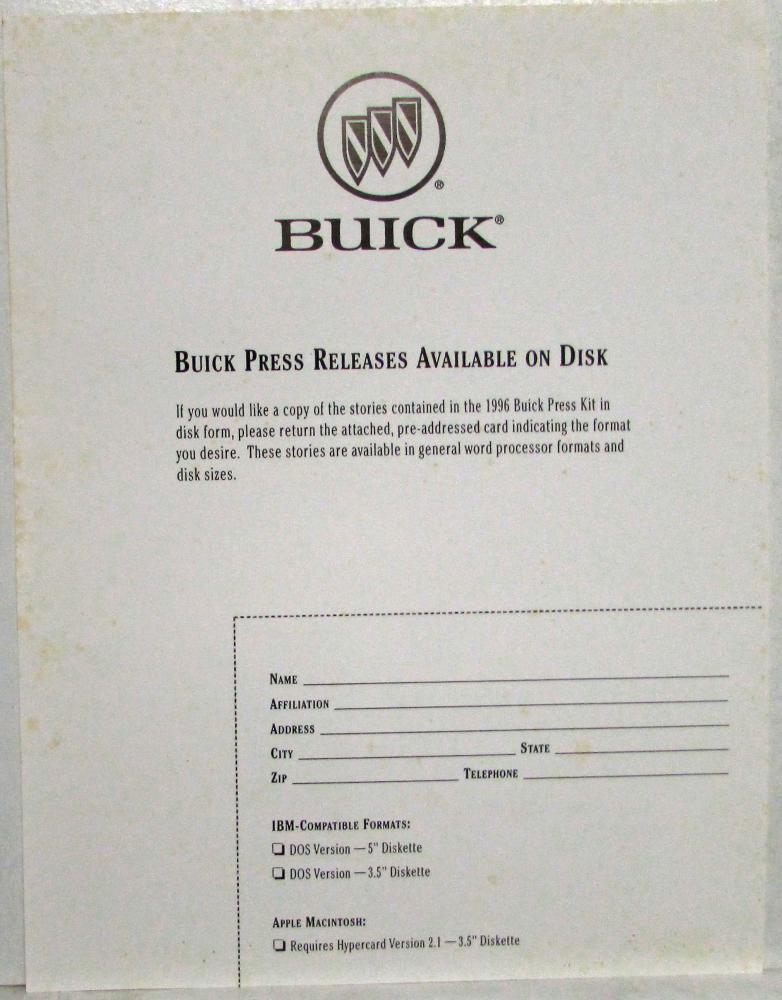 ®
BUICK®
BUICK PRESS RELEASES AVAILABLE ON DISK
If you would like a copy of the stories contained in the 1996 Buick Press Kit in
disk form, please return the attached, pre-addressed card indicating the format
you desire. These stories are available in general word processor formats and
disk sizes.
NAME
AFFILIATION
ADDRESS
CITY STATE
ZIP TELEPHONE
IBM-COMPATIBLE FORMATS:
❏ DOS Version — 5" Diskette
❏ DOS Version — 3.5" Diskette
APPLE MACINTOSH:
❏ Requires Hypercard Version 2.1 — 3.5" Diskette